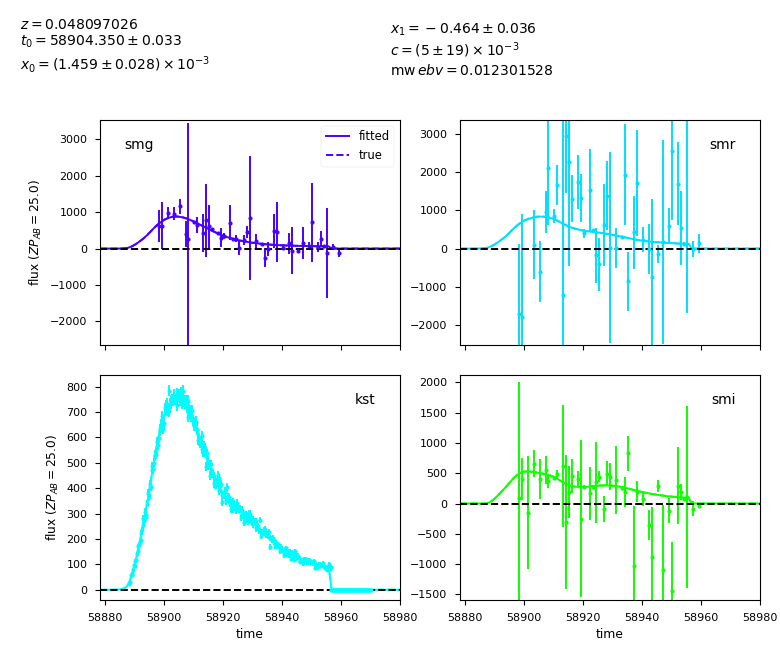 z = 0.048097026
t₀ = 58904.350 ± 0.033
x₀ = (1.459 ± 0.028) × 10⁻³
x₁ = −0.464 ± 0.036
c = (5 ± 19) × 10⁻³
mw ebv = 0.012301528
smg
fitted
true
3000
2000
1000
0
−1000
−2000
flux (ZP_AB = 25.0)
smr
3000
2000
1000
0
−1000
−2000
kst
800
700
600
500
400
300
200
100
0
flux (ZP_AB = 25.0)
58880 58900 58920 58940 58960 58980
time
smi
2000
1500
1000
500
0
−500
−1000
−1500
58880 58900 58920 58940 58960 58980
time